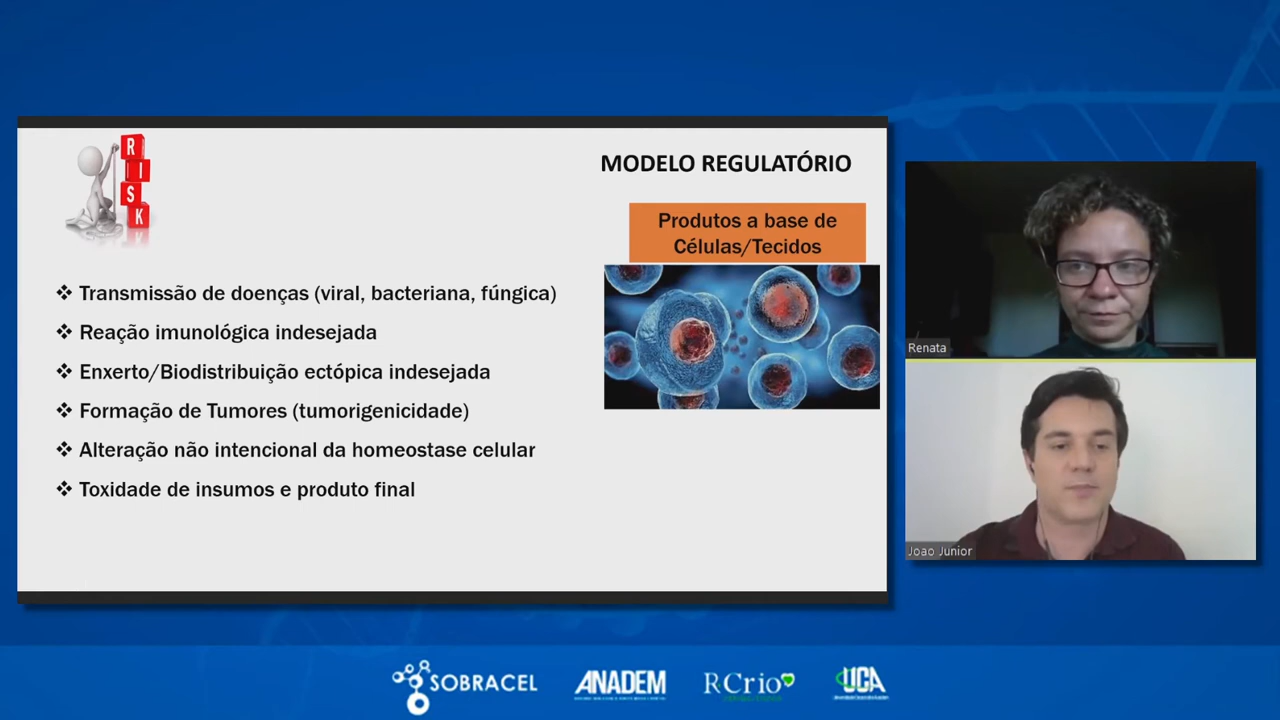 RISK
MODELO REGULATÓRIO
Produtos a base de
Células/Tecidos
❖ Transmissão de doenças (viral, bacteriana, fúngica)
❖ Reação imunológica indesejada
❖ Enxerto/Biodistribuição ectópica indesejada
❖ Formação de Tumores (tumorigenicidade)
❖ Alteração não intencional da homeostase celular
❖ Toxidade de insumos e produto final
Renata
Joao Junior
SOBRACEL
ANADEM
RCrio
UCA